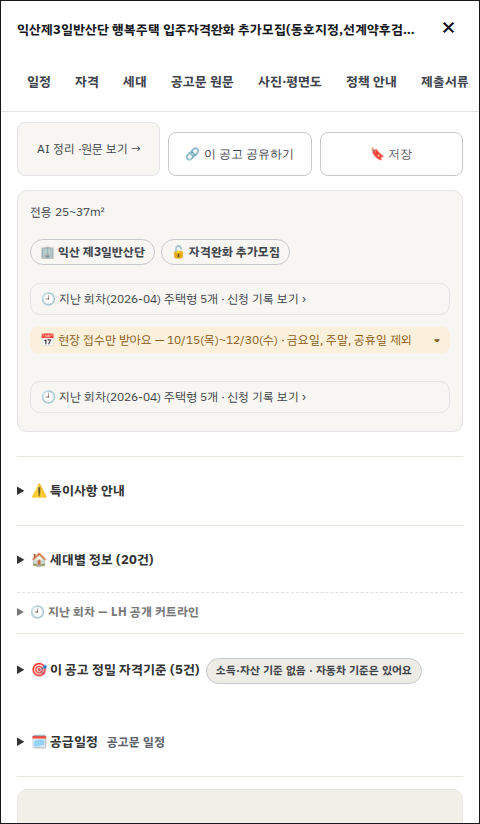 익산제3일반산단 행복주택 입주자격완화 추가모집(동호지정,선계약후검... ✕
일정 자격 세대 공고문 원문 사진·평면도 정책 안내 제출서류
AI 정리 ·원문 보기 → 🔗 이 공고 공유하기 🔖 저장
전용 25~37m²
🏢 익산 제3일반산단 🔓 자격완화 추가모집
🕘 지난 회차(2026-04) 주택형 5개 · 신청 기록 보기 ›
📅 현장 접수만 받아요 — 10/15(목)~12/30(수) · 금요일, 주말, 공휴일 제외
🕘 지난 회차(2026-04) 주택형 5개 · 신청 기록 보기 ›
▶ ⚠️ 특이사항 안내
▶ 🏠 세대별 정보 (20건)
▶ 🕘 지난 회차 — LH 공개 커트라인
▶ 🎯 이 공고 정밀 자격기준 (5건) 소득·자산 기준 없음 · 자동차 기준은 있어요
▶ 🗓️ 공급일정 공고문 일정